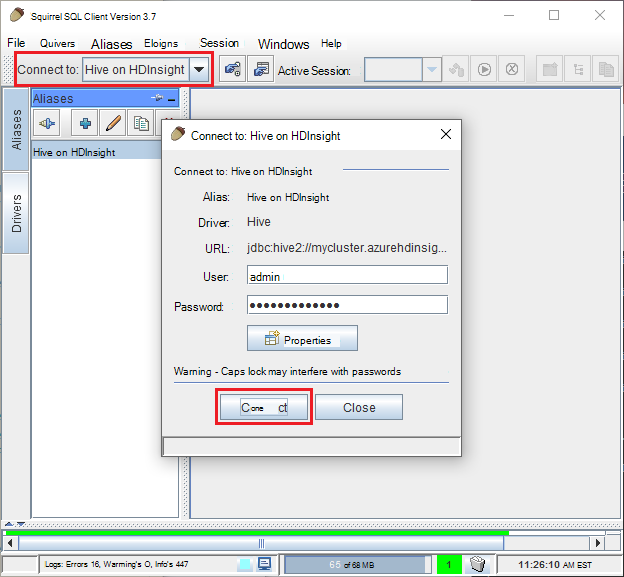 Squirrel SQL Client Version 3.7
File Quivers Aliases Eloigns Session Windows Help
Connect to: Hive on HDInsight Active Session:
Aliases
Aliases
Hive on HDInsight
Drivers
Connect to: Hive on HDInsight
Connect to: Hive on HDInsight
Alias: Hive on HDInsight
Driver: Hive
URL: jdbc:hive2://mycluster.azurehdinsig...
User: admin
Password: •••••••••••••
Properties
Warning - Caps lock may interfere with passwords
Cone ct Close
Logs: Errors 16, Warning's O, Info's 447 65 of 68 MB 1 11:26:10 AM EST